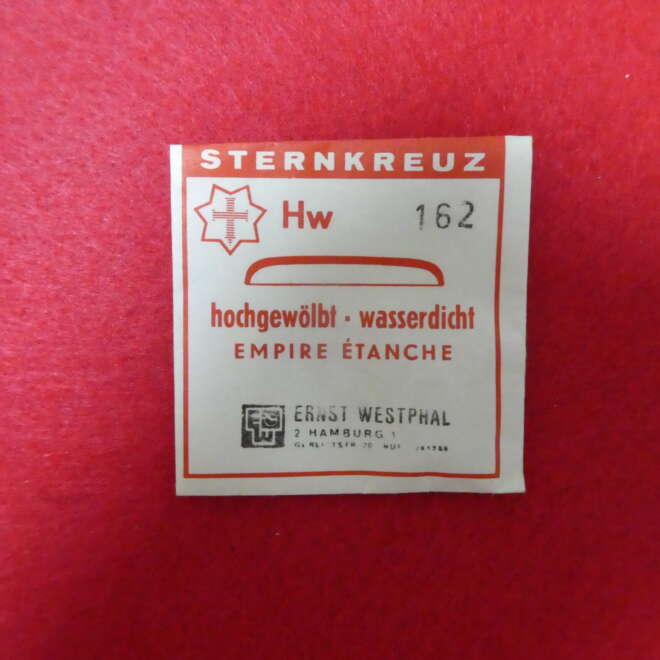 STERNKREUZ
Hw 162
hochgewölbt · wasserdicht
EMPIRE ÉTANCHE
ERNST WESTPHAL
2 HAMBURG 1